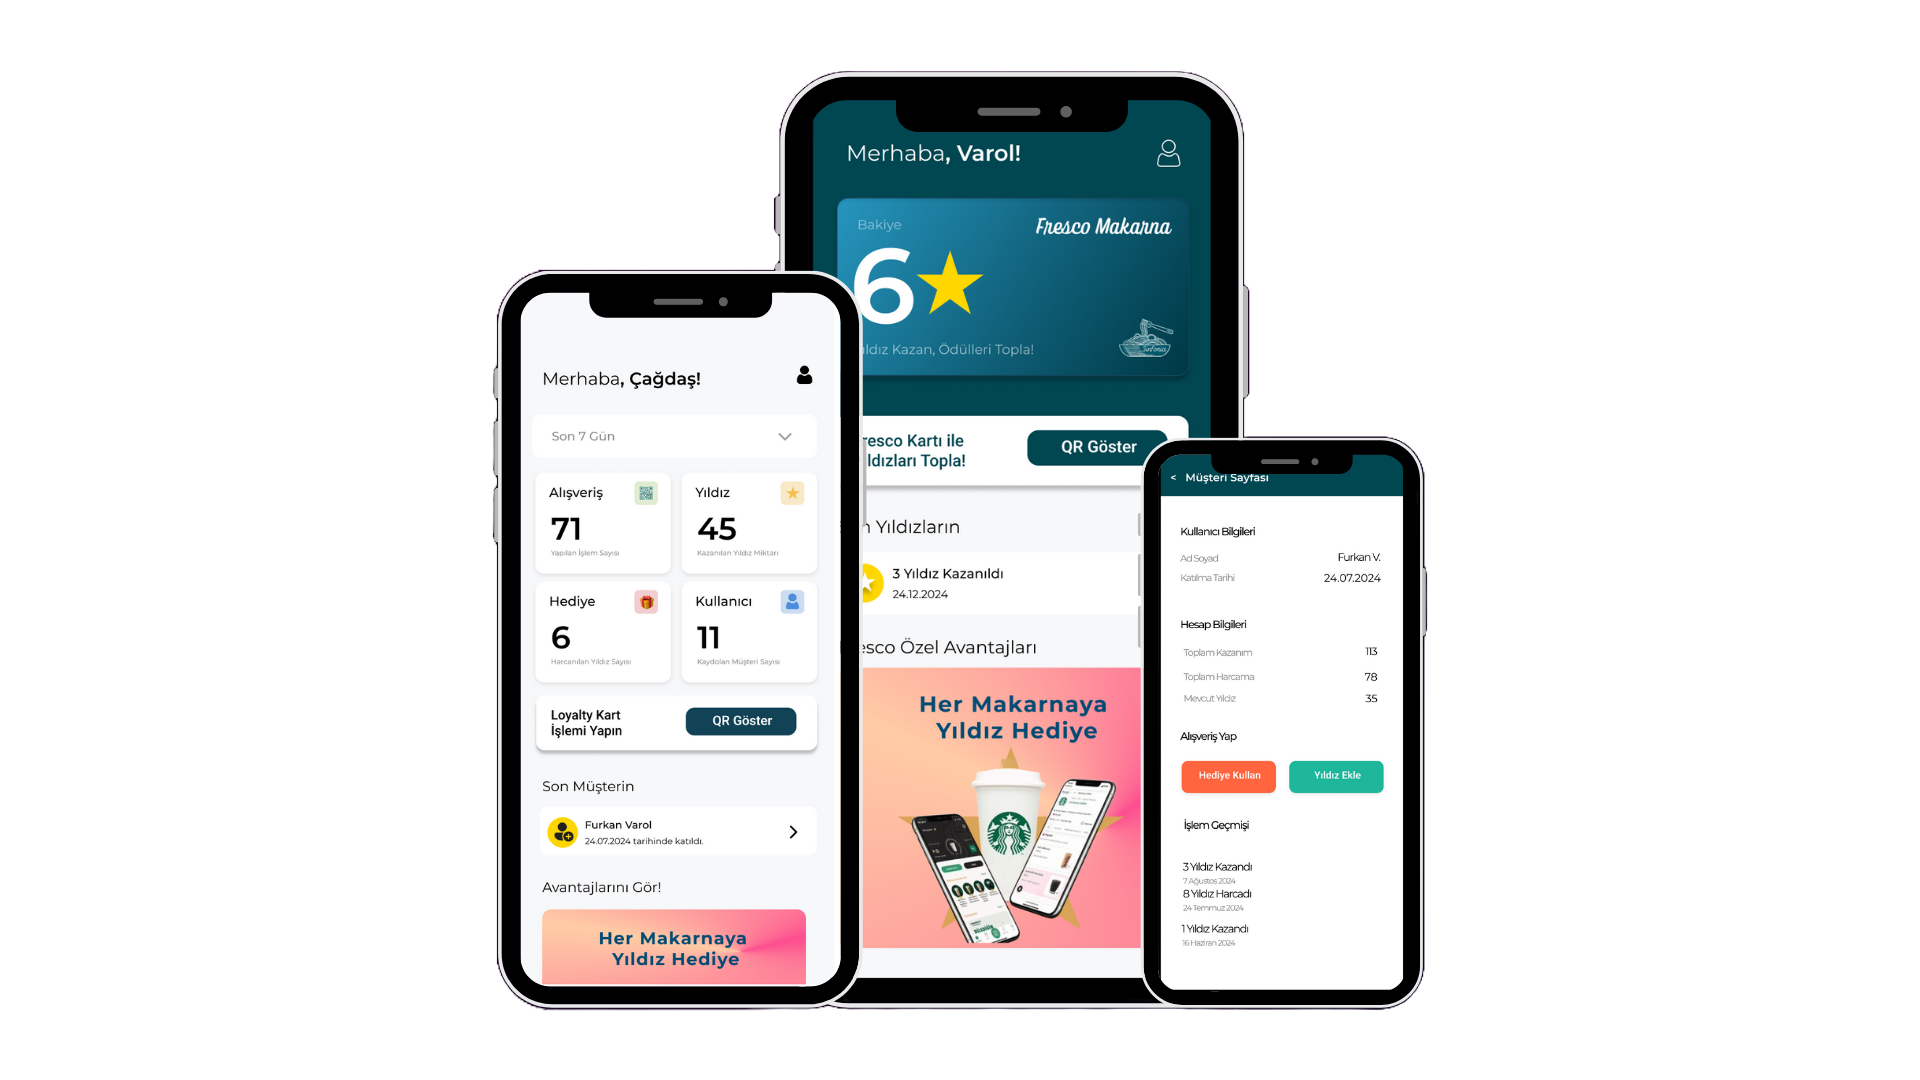 Merhaba, Çağdaş!
Son 7 Gün
Alışveriş
71
Yapılan İşlem Sayısı
Yıldız
45
Kazanılan Yıldız Miktarı
Hediye
6
Harcanılan Yıldız Sayısı
Kullanıcı
11
Kaydolan Müşteri Sayısı
Loyalty Kart
İşlemi Yapın
QR Göster
Son Müşterin
Furkan Varol
24.07.2024 tarihinde katıldı.
Avantajlarını Gör!
Her Makarnaya
Yıldız Hediye
Merhaba, Varol!
Bakiye
Fresco Makarna
6
ldız Kazan, Ödülleri Topla!
resco Kartı ile
ldızları Topla!
QR Göster
n Yıldızların
3 Yıldız Kazanıldı
24.12.2024
esco Özel Avantajları
Her Makarnaya
Yıldız Hediye
< Müşteri Sayfası
Kullanıcı Bilgileri
Ad Soyad Furkan V.
Katılma Tarihi 24.07.2024
Hesap Bilgileri
Toplam Kazanım 113
Toplam Harcama 78
Mevcut Yıldız 35
Alışveriş Yap
Hediye Kullan
Yıldız Ekle
İşlem Geçmişi
3 Yıldız Kazandı
7 Ağustos 2024
8 Yıldız Harcadı
24 Temmuz 2024
1 Yıldız Kazandı
16 Haziran 2024